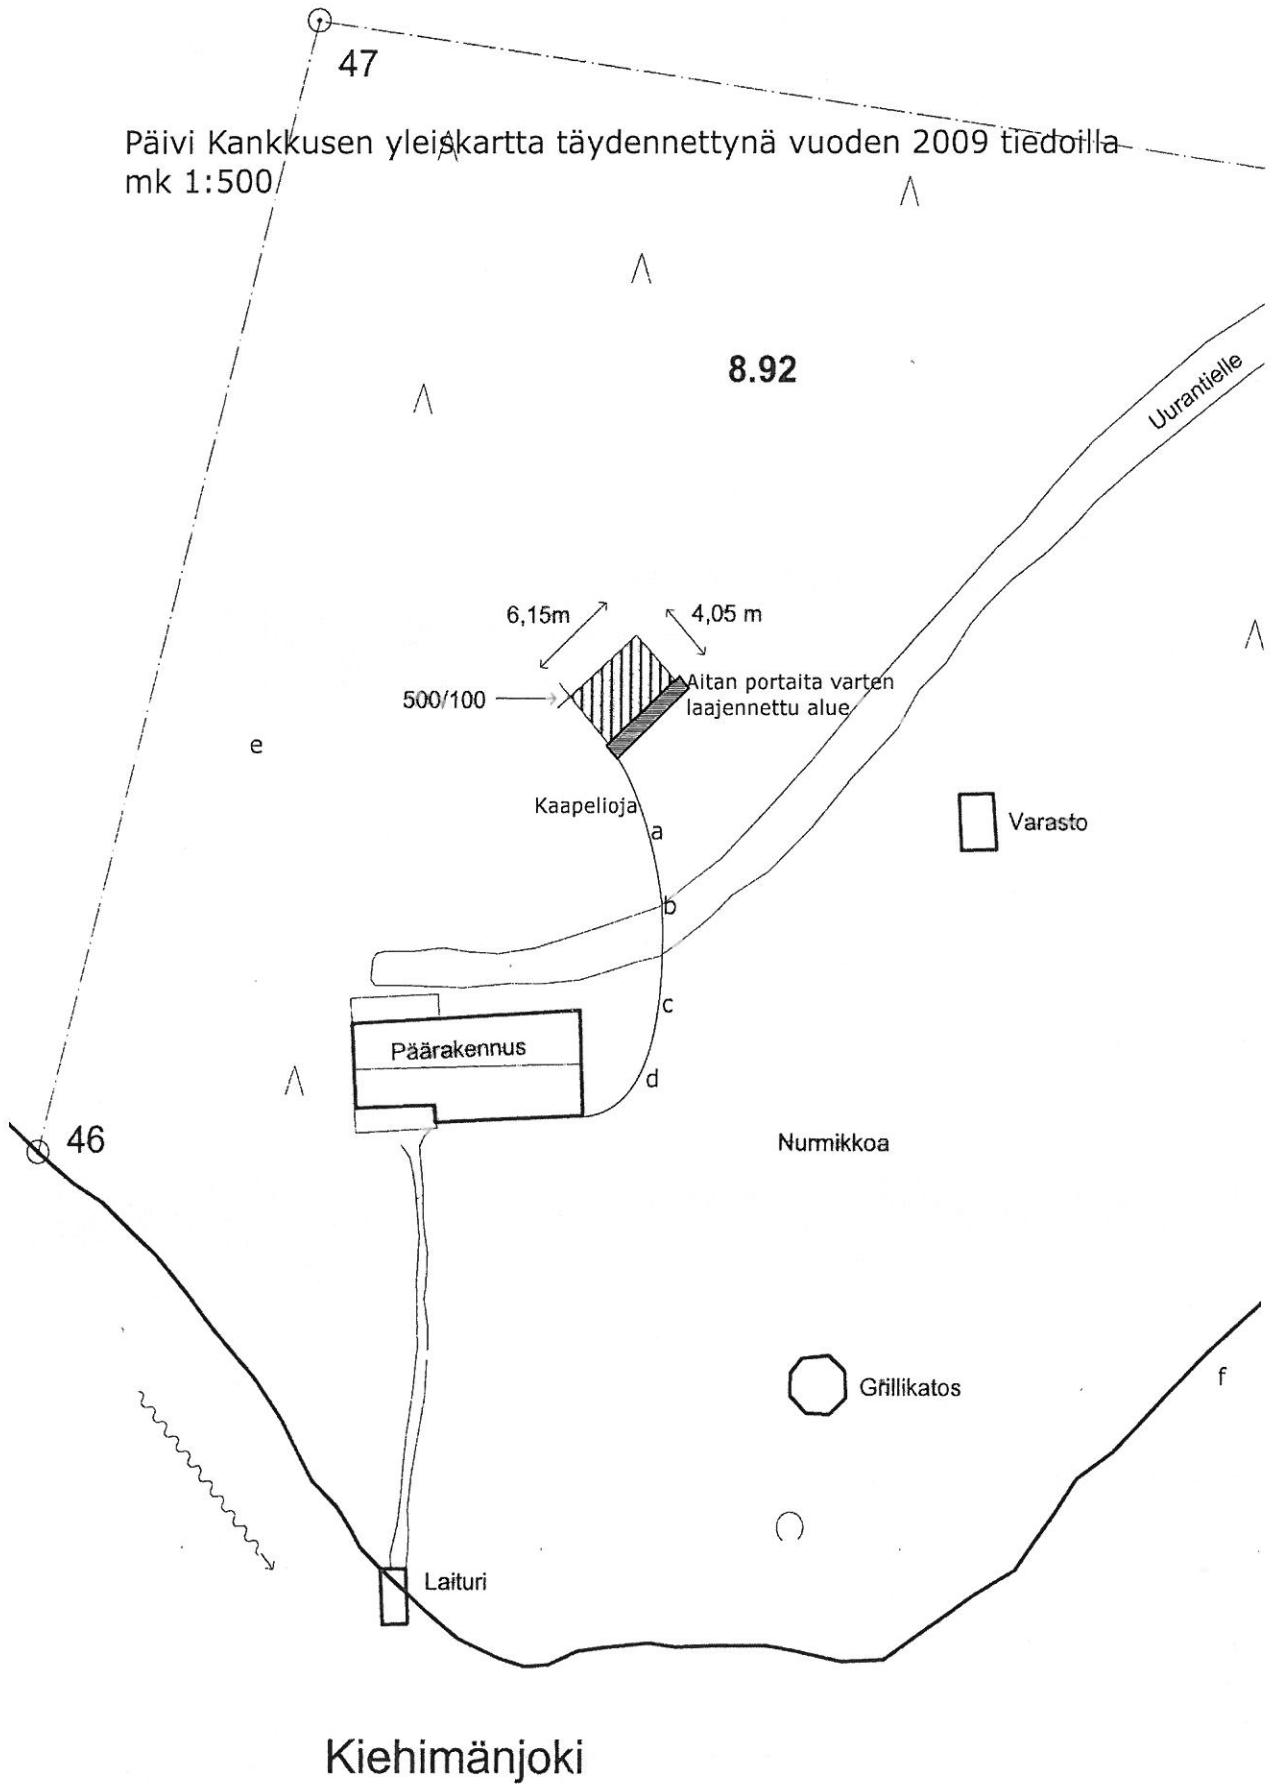 47
Päivi Kankkusen yleiskartta täydennettynä vuoden 2009 tiedoilla
mk 1:500
8.92
Uurantielle
6,15m
4,05 m
500/100
Aitan portaita varten
laajennettu alue
e
Kaapelioja
a
Varasto
b
c
Päärakennus
d
46
Nurmikkoa
f
Grillikatos
Laituri
Kiehimänjoki